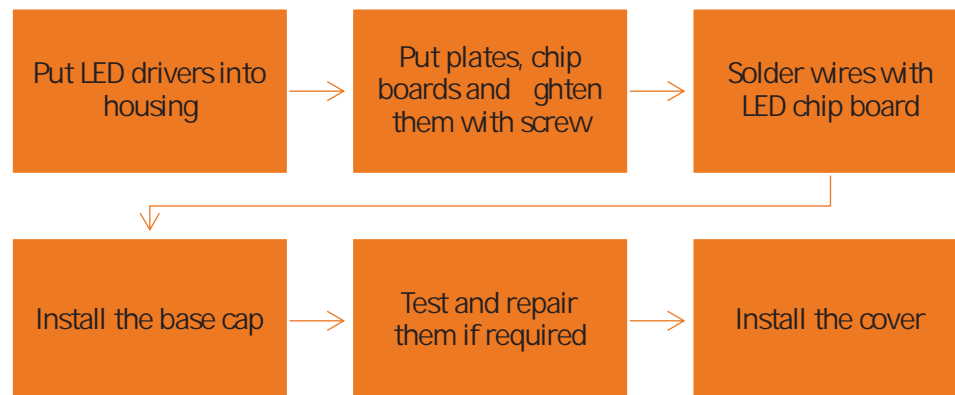 Put LED drivers into
housing
Put plates, chip
boards and ghten
them with screw
Solder wires with
LED chip board
Install the base cap
Test and repair
them if required
Install the cover